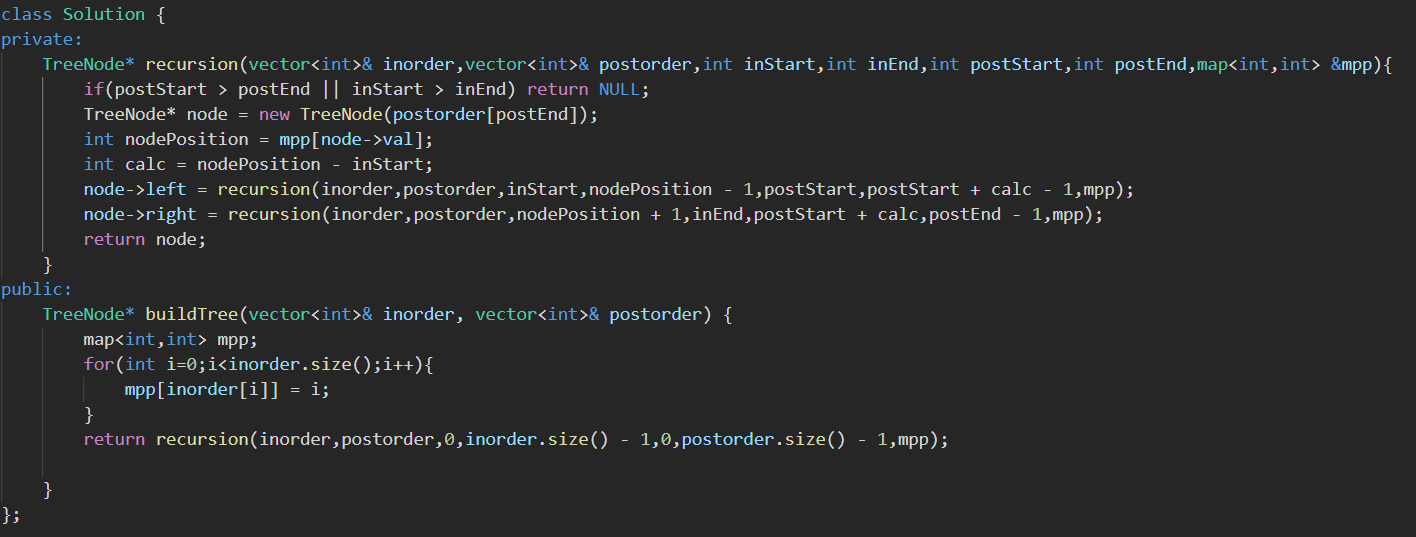 class Solution {
private:
    TreeNode* recursion(vector<int>& inorder,vector<int>& postorder,int inStart,int inEnd,int postStart,int postEnd,map<int,int> &mpp){
        if(postStart > postEnd || inStart > inEnd) return NULL;
        TreeNode* node = new TreeNode(postorder[postEnd]);
        int nodePosition = mpp[node->val];
        int calc = nodePosition - inStart;
        node->left = recursion(inorder,postorder,inStart,nodePosition - 1,postStart,postStart + calc - 1,mpp);
        node->right = recursion(inorder,postorder,nodePosition + 1,inEnd,postStart + calc,postEnd - 1,mpp);
        return node;
    }
public:
    TreeNode* buildTree(vector<int>& inorder, vector<int>& postorder) {
        map<int,int> mpp;
        for(int i=0;i<inorder.size();i++){
            mpp[inorder[i]] = i;
        }
        return recursion(inorder,postorder,0,inorder.size() - 1,0,postorder.size() - 1,mpp);

    }
};